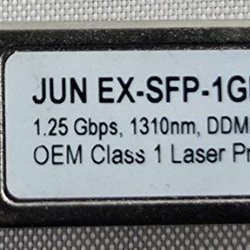 JUN EX-SFP-1G
1.25 Gbps, 1310nm, DDM
OEM Class 1 Laser Pr